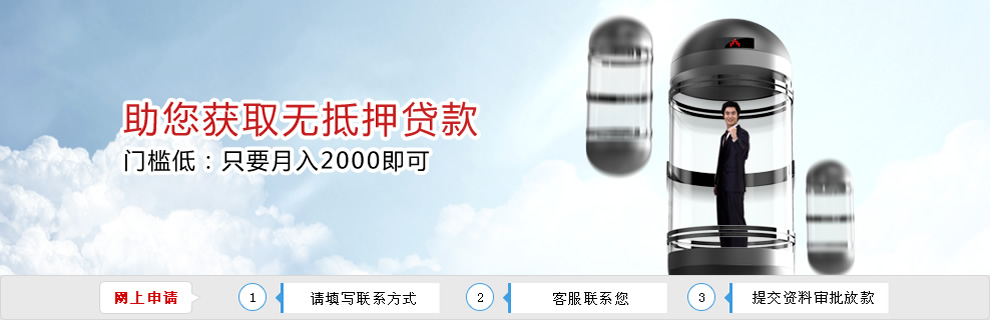 助您获取无抵押贷款
门槛低：只要月入2000即可
网上申请
1
请填写联系方式
2
客服联系您
3
提交资料审批放款